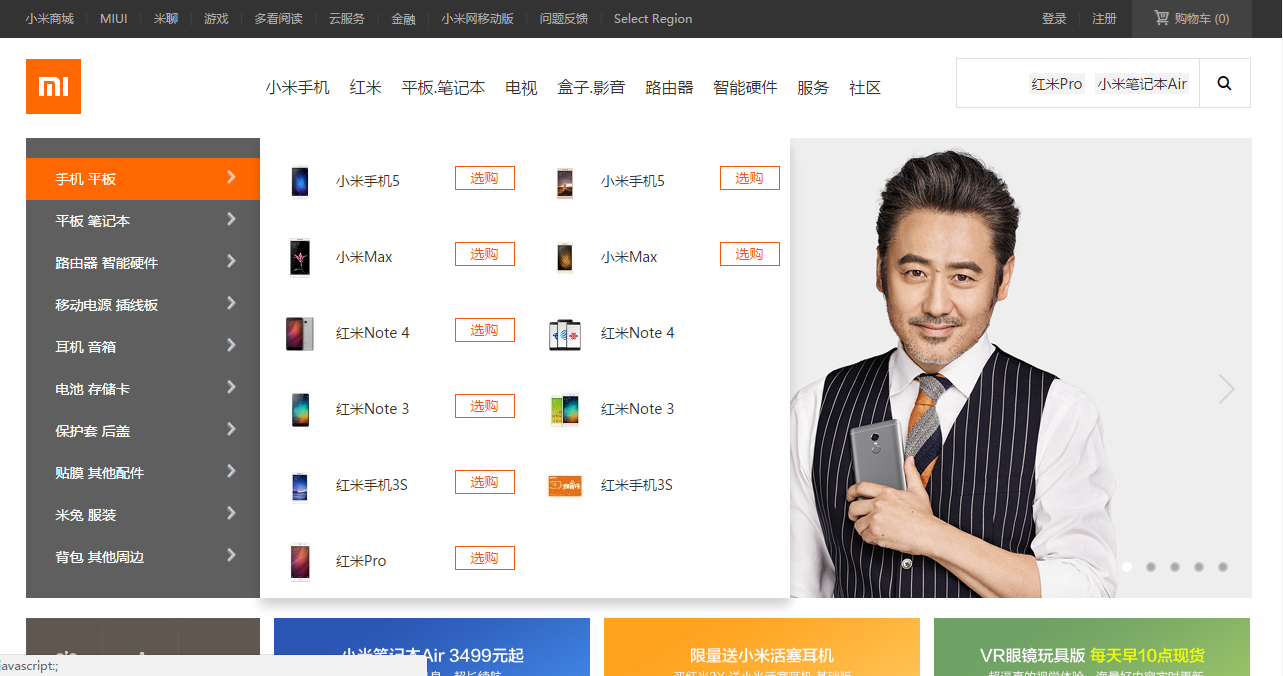 小米商城 MIUI 米聊 游戏 多看阅读 云服务 金融 小米网移动版 问题反馈 Select Region 登录 注册 购物车 (0)
小米手机 红米 平板.笔记本 电视 盒子.影音 路由器 智能硬件 服务 社区 红米Pro 小米笔记本Air
手机 平板
平板 笔记本
路由器 智能硬件
移动电源 插线板
耳机 音箱
电池 存储卡
保护套 后盖
贴膜 其他配件
米兔 服装
背包 其他周边
小米手机5 选购 小米手机5 选购
小米Max 选购 小米Max 选购
红米Note 4 选购 红米Note 4
红米Note 3 选购 红米Note 3
红米手机3S 选购 红米手机3S
红米Pro 选购
小米笔记本Air 3499元起
限量送小米活塞耳机
VR眼镜玩具版 每天早10点现货
javascript:;